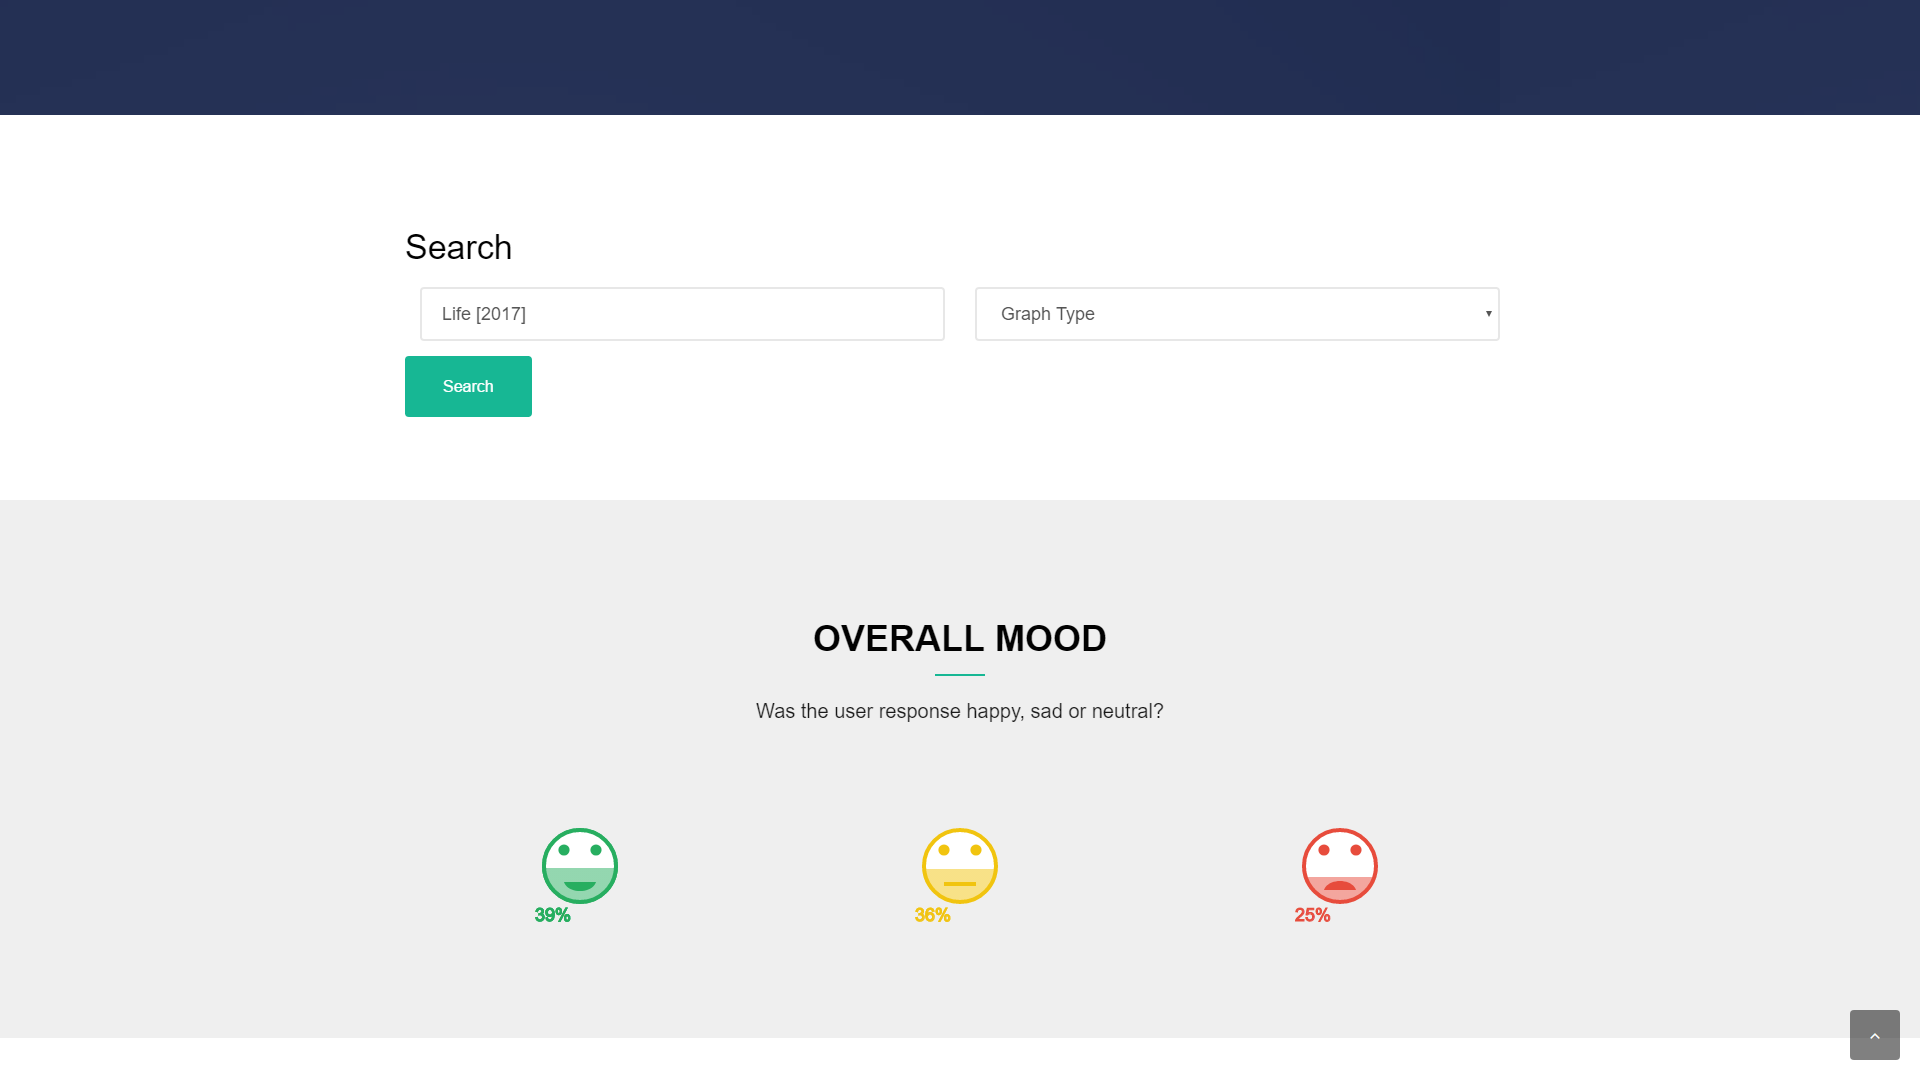 Search
Life [2017]
Graph Type
Search
OVERALL MOOD
Was the user response happy, sad or neutral?
39%
36%
25%